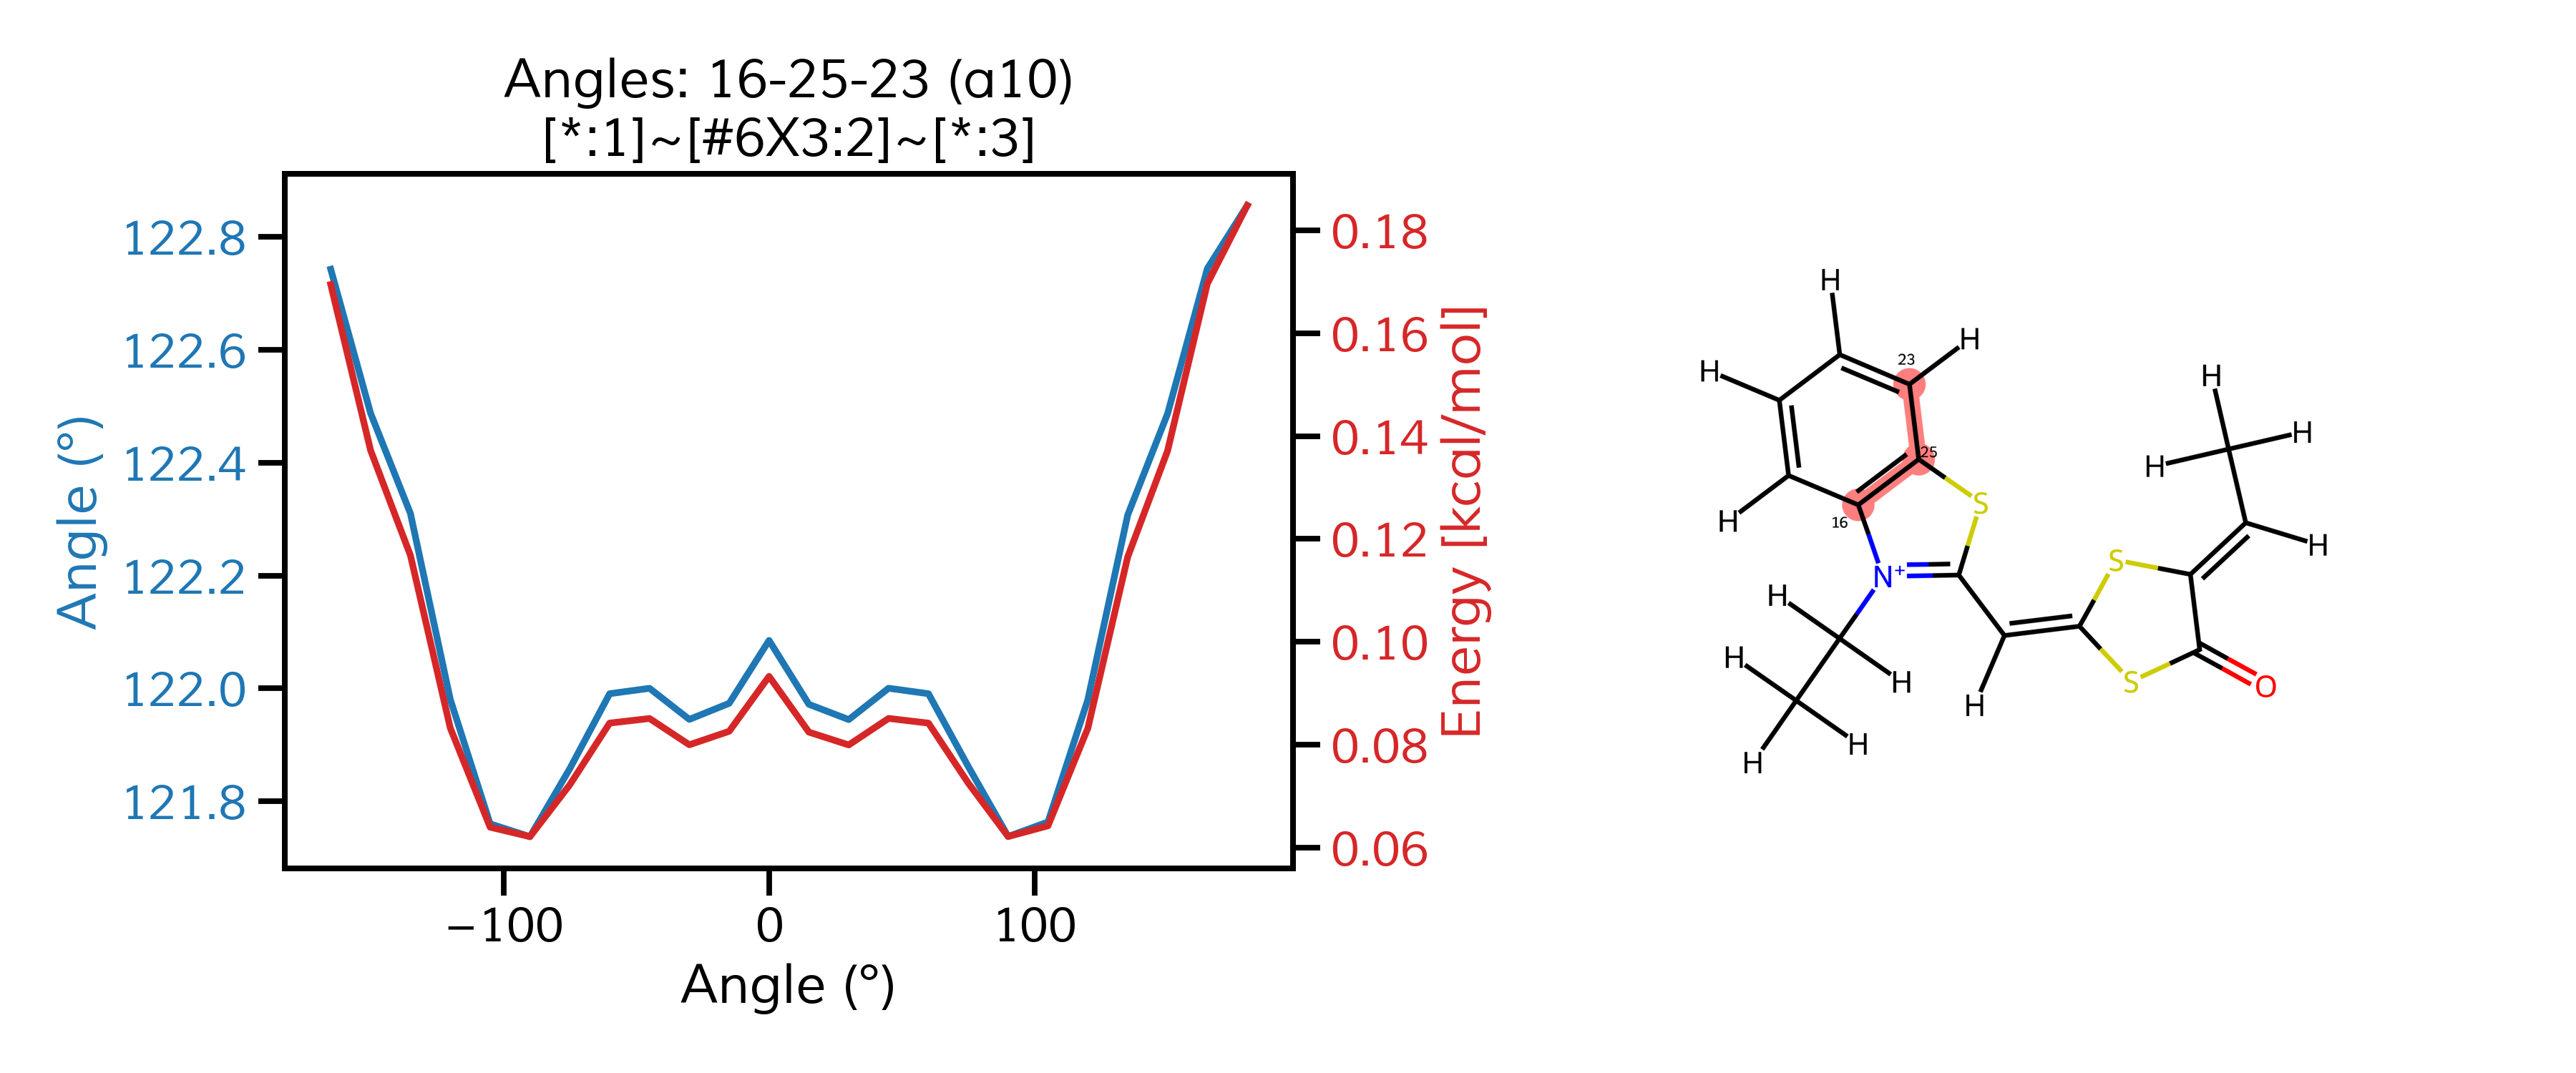 Angles: 16-25-23 (a10)
[*:1]~[#6X3:2]~[*:3]
Angle (°)
122.8
122.6
122.4
122.2
122.0
121.8
0.18
0.16
0.14
0.12
0.10
0.08
0.06
Energy [kcal/mol]
−100
0
100
Angle (°)
H
H
23
H
H
25
H
H
S
H
16
H
H
S
N+
H
H
H
S
O
H
H
H